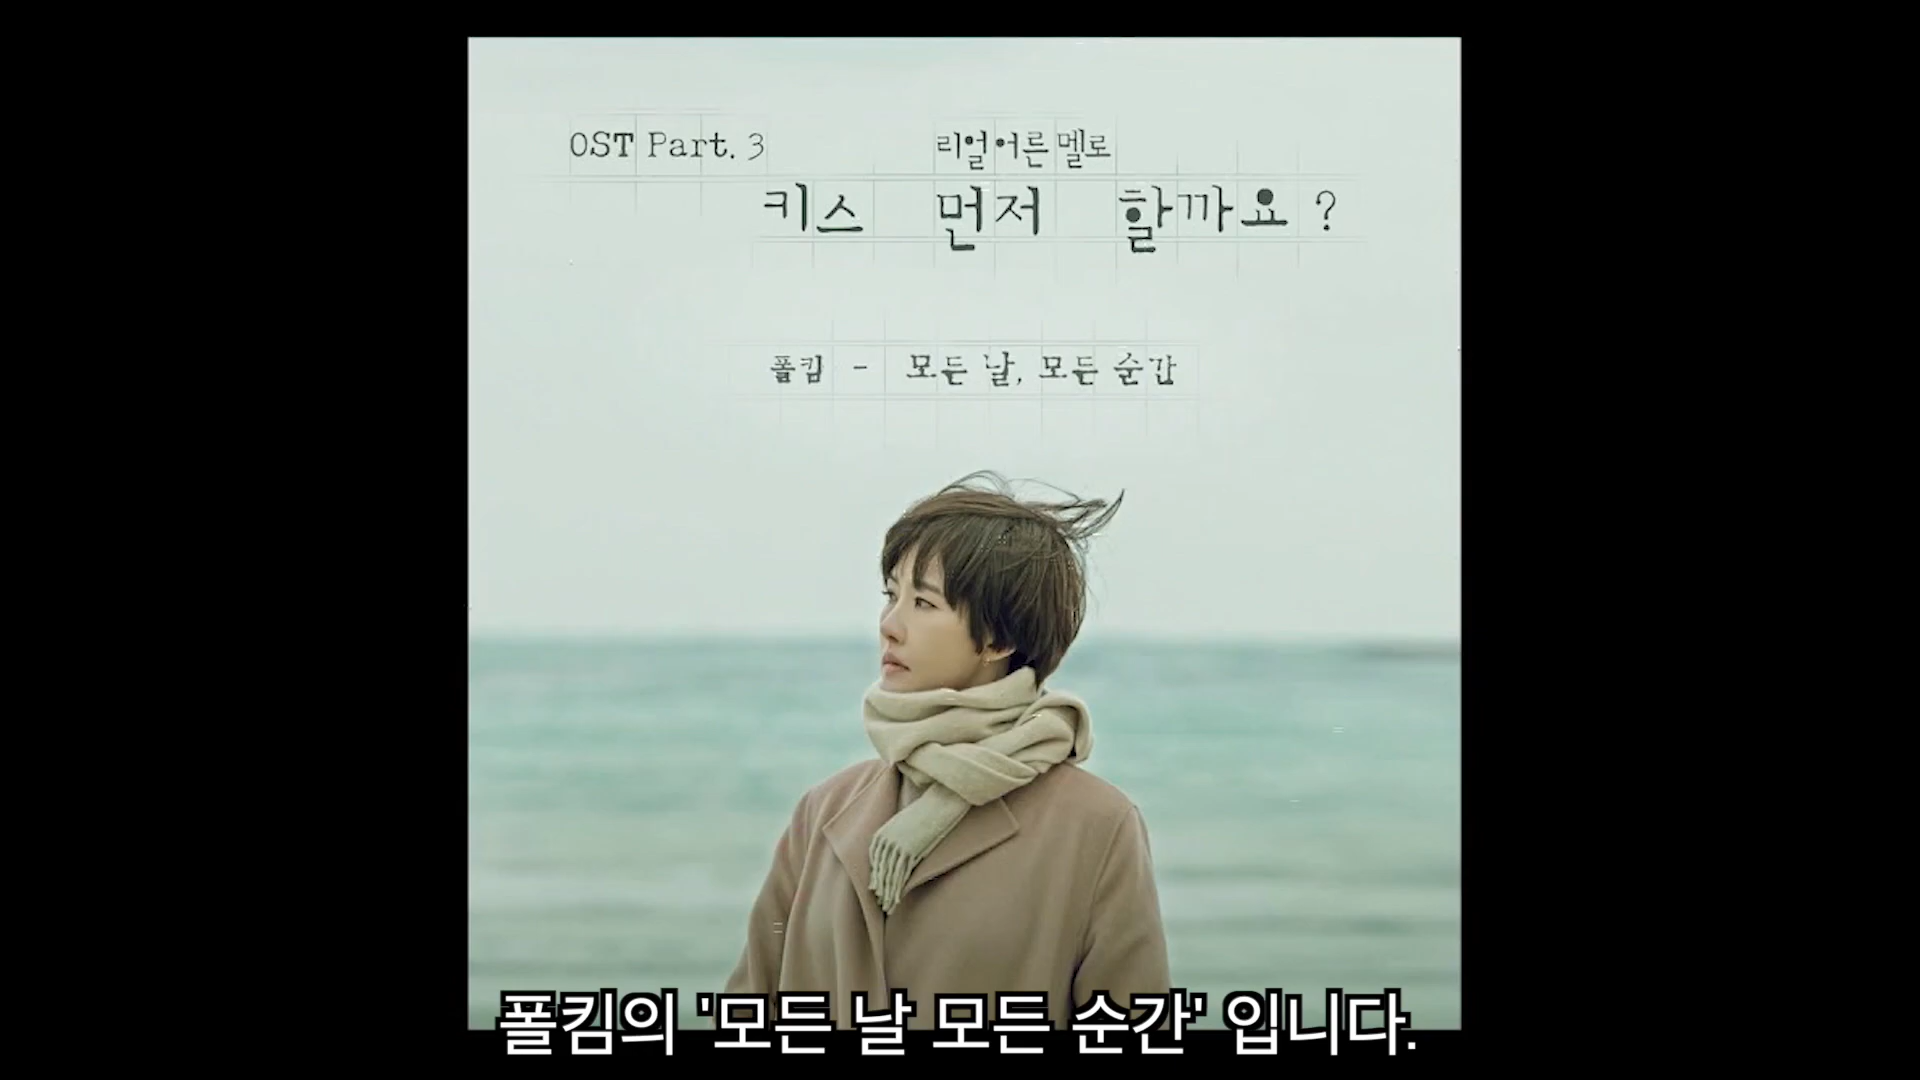 OST Part. 3
리얼어른멜로
키스 먼저 할까요?
폴킴 - 모든 날, 모든 순간
폴킴의 '모든 날 모든 순간' 입니다.